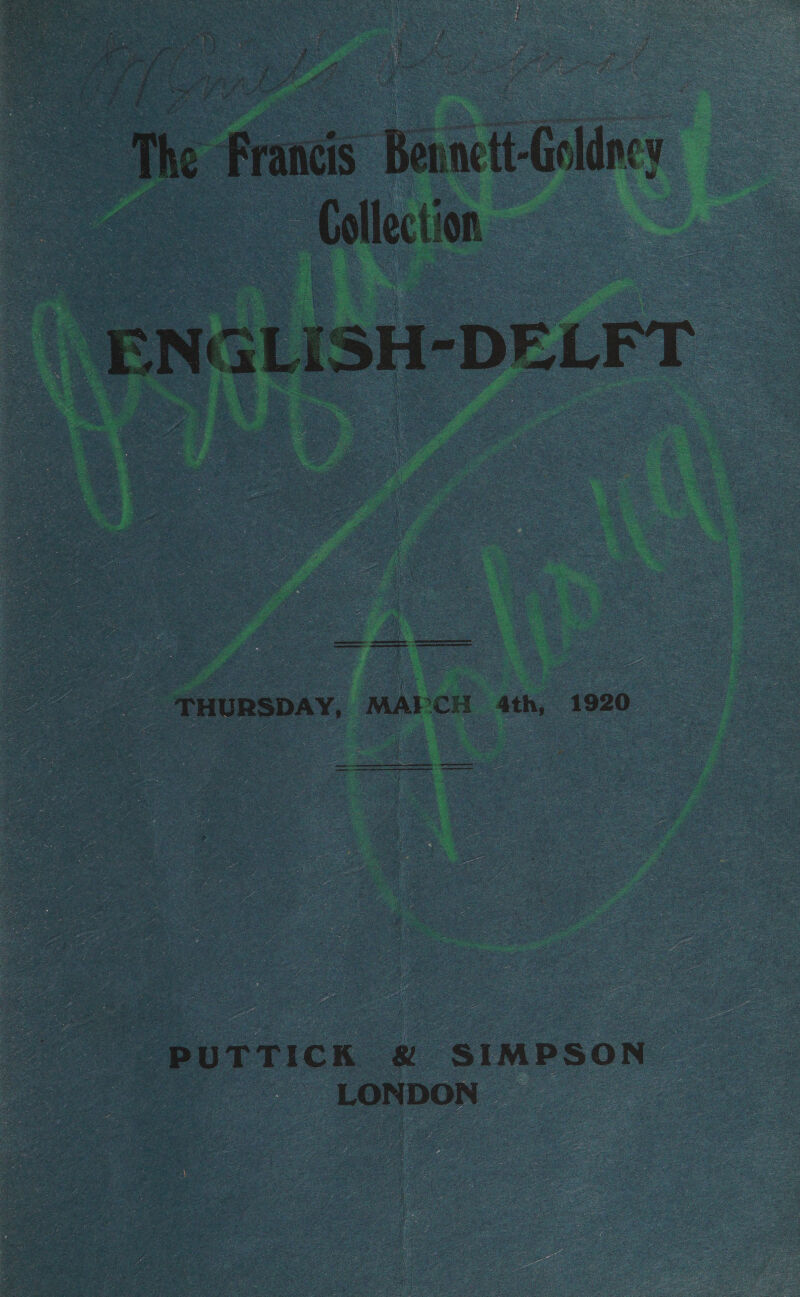 The Francis Bennett-Goldney
Collection
ENGLISH-DELFT
THURSDAY, MARCH 4th, 1920
PUTTICK & SIMPSON
LONDON